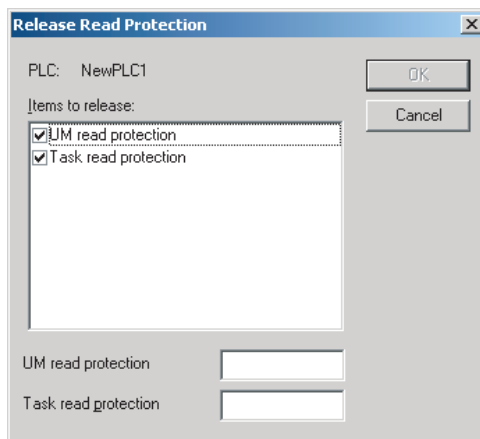 Release Read Protection
PLC: NewPLC1
OK
Items to release:
Cancel
UM read protection
Task read protection
UM read protection
Task read protection